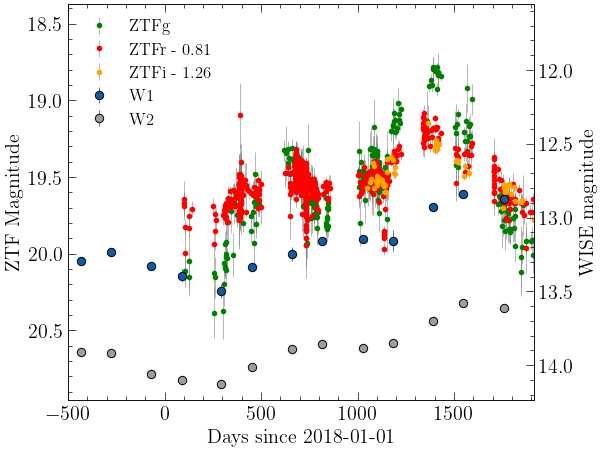 ZTFg
ZTFr - 0.81
ZTFi - 1.26
W1
W2
18.5
19.0
19.5
20.0
20.5
ZTF Magnitude
12.0
12.5
13.0
13.5
14.0
WISE magnitude
−500
0
500
1000
1500
Days since 2018-01-01